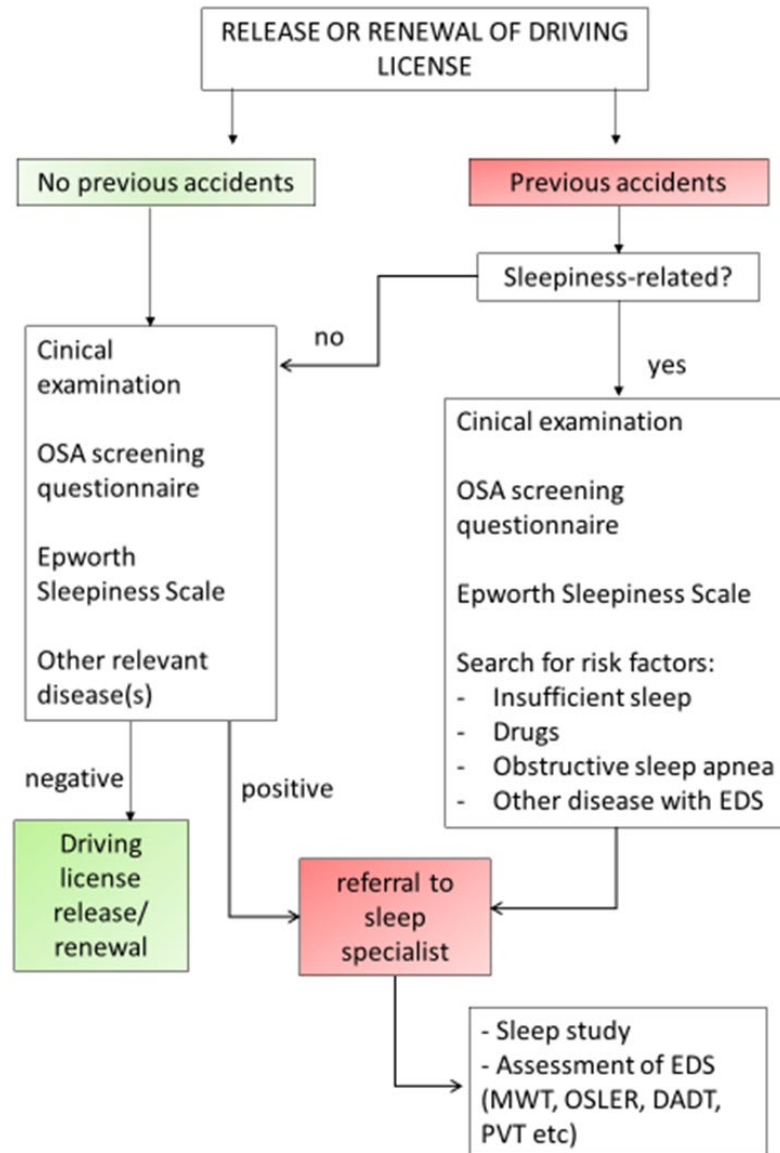 RELEASE OR RENEWAL OF DRIVING
LICENSE
No previous accidents
Previous accidents
Sleepiness-related?
no
yes
Cinical
examination
OSA screening
questionnaire
Epworth
Sleepiness Scale
Other relevant
disease(s)
Cinical examination
OSA screening
questionnaire
Epworth Sleepiness Scale
Search for risk factors:
- Insufficient sleep
- Drugs
- Obstructive sleep apnea
- Other disease with EDS
negative
positive
Driving
license
release/
renewal
referral to
sleep
specialist
- Sleep study
- Assessment of EDS
(MWT, OSLER, DADT,
PVT etc)